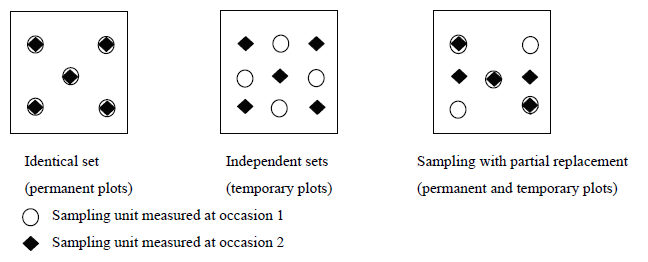 Identical set
(permanent plots)
Independent sets
(temporary plots)
Sampling with partial replacement
(permanent and temporary plots)
Sampling unit measured at occasion 1
Sampling unit measured at occasion 2